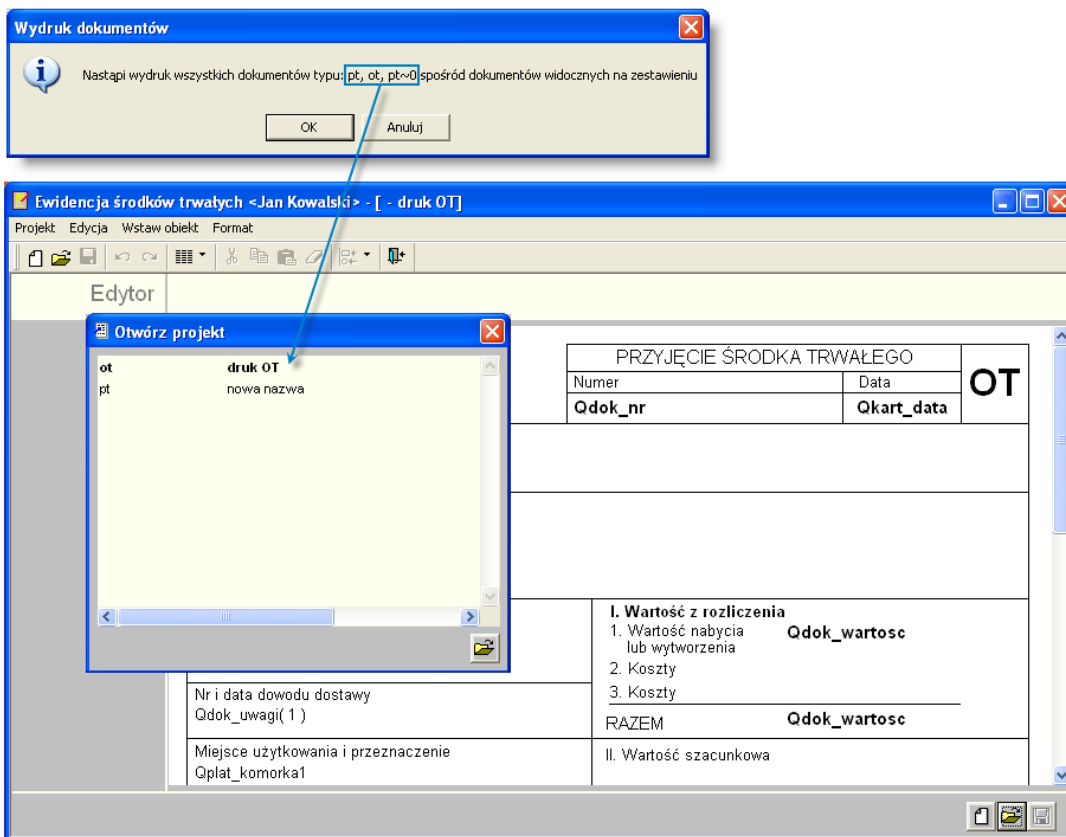 Wydruk dokumentów
Nastąpi wydruk wszystkich dokumentów typu: pt, ot, pt~0 spośród dokumentów widocznych na zestawieniu
OK Anuluj
Ewidencja środków trwałych <Jan Kowalski> - [ - druk OT]
Projekt Edycja Wstaw obiekt Format
Edytor
Otwórz projekt
ot druk OT
pt nowa nazwa
PRZYJĘCIE ŚRODKA TRWAŁEGO
OT
Numer Data
Qdok_nr Qkart_data
I. Wartość z rozliczenia
1. Wartość nabycia Qdok_wartosc
lub wytworzenia
2. Koszty
3. Koszty
Nr i data dowodu dostawy
Qdok_uwagi( 1 )
RAZEM Qdok_wartosc
Miejsce użytkowania i przeznaczenie
Qplat_komorka1
II. Wartość szacunkowa